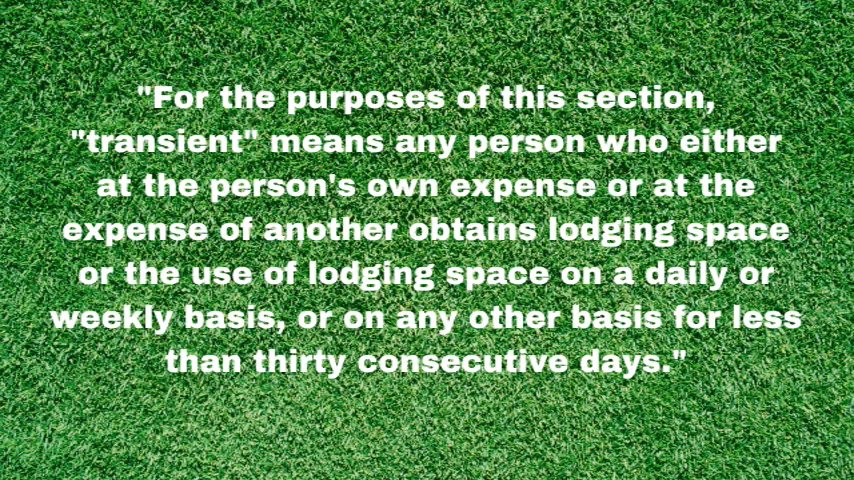 "For the purposes of this section,
"transient" means any person who either
at the person's own expense or at the
expense of another obtains lodging space
or the use of lodging space on a daily or
weekly basis, or on any other basis for less
than thirty consecutive days."